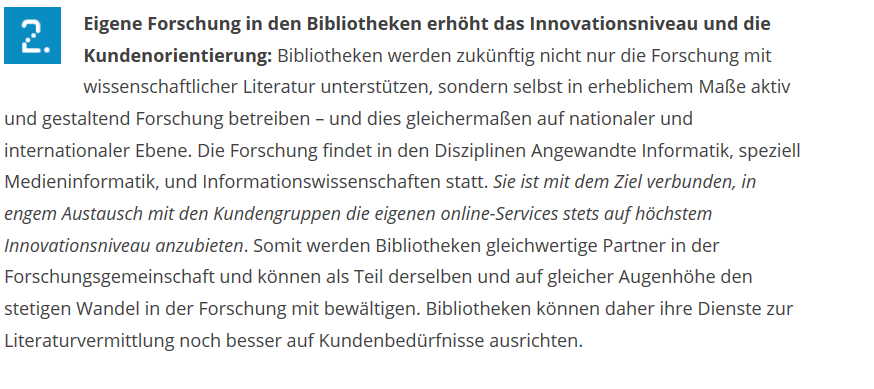 2.
Eigene Forschung in den Bibliotheken erhöht das Innovationsniveau und die
Kundenorientierung: Bibliotheken werden zukünftig nicht nur die Forschung mit
wissenschaftlicher Literatur unterstützen, sondern selbst in erheblichem Maße aktiv
und gestaltend Forschung betreiben – und dies gleichermaßen auf nationaler und
internationaler Ebene. Die Forschung findet in den Disziplinen Angewandte Informatik, speziell
Medieninformatik, und Informationswissenschaften statt. Sie ist mit dem Ziel verbunden, in
engem Austausch mit den Kundengruppen die eigenen online-Services stets auf höchstem
Innovationsniveau anzubieten. Somit werden Bibliotheken gleichwertige Partner in der
Forschungsgemeinschaft und können als Teil derselben und auf gleicher Augenhöhe den
stetigen Wandel in der Forschung mit bewältigen. Bibliotheken können daher ihre Dienste zur
Literaturvermittlung noch besser auf Kundenbedürfnisse ausrichten.